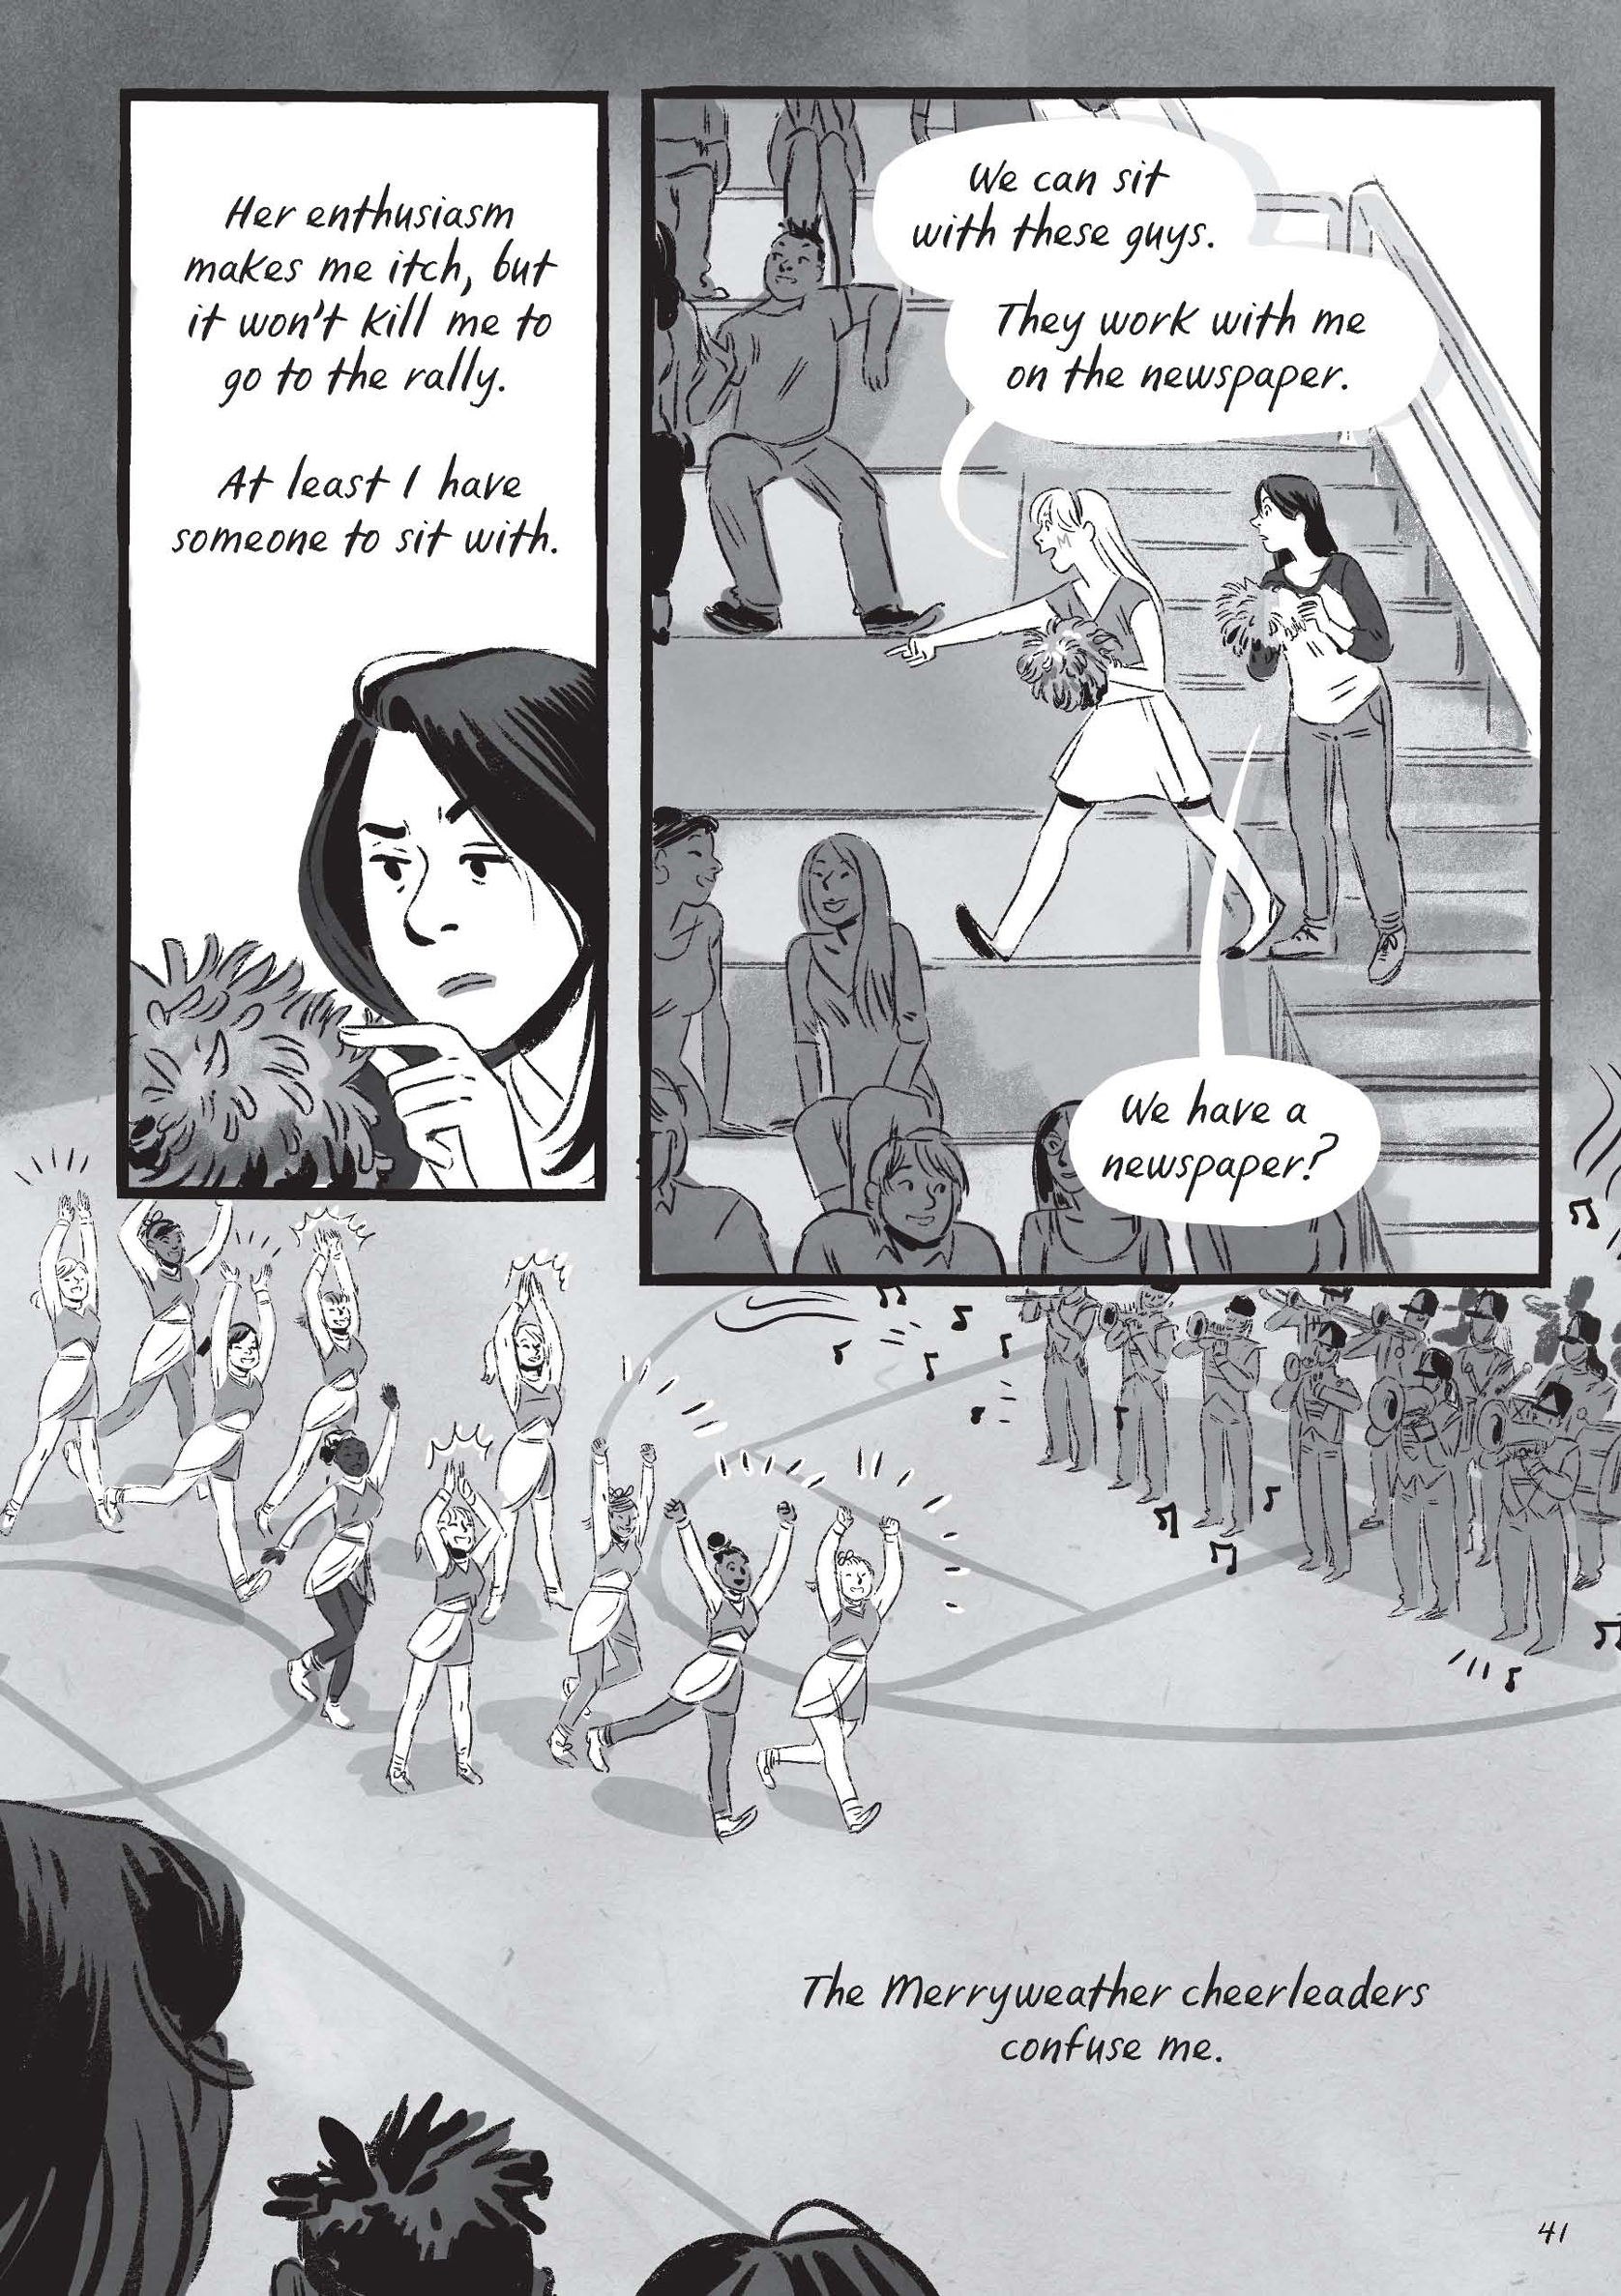 Her enthusiasm
makes me itch, but
it won't kill me to
go to the rally.
At least I have
someone to sit with.
We can sit
with these guys.
They work with me
on the newspaper.
We have a
newspaper?
The Merryweather cheerleaders
confuse me.
41